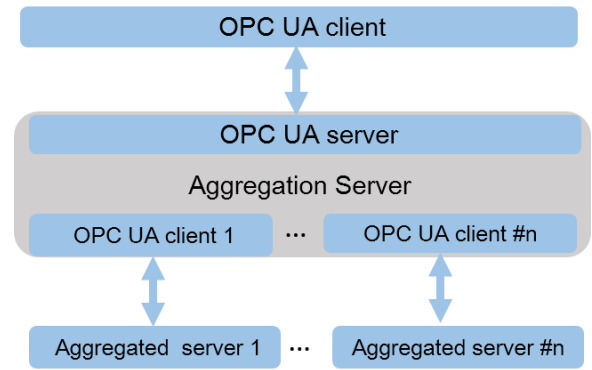 OPC UA client
OPC UA server
Aggregation Server
OPC UA client 1 ... OPC UA client #n
Aggregated server 1 ... Aggregated server #n